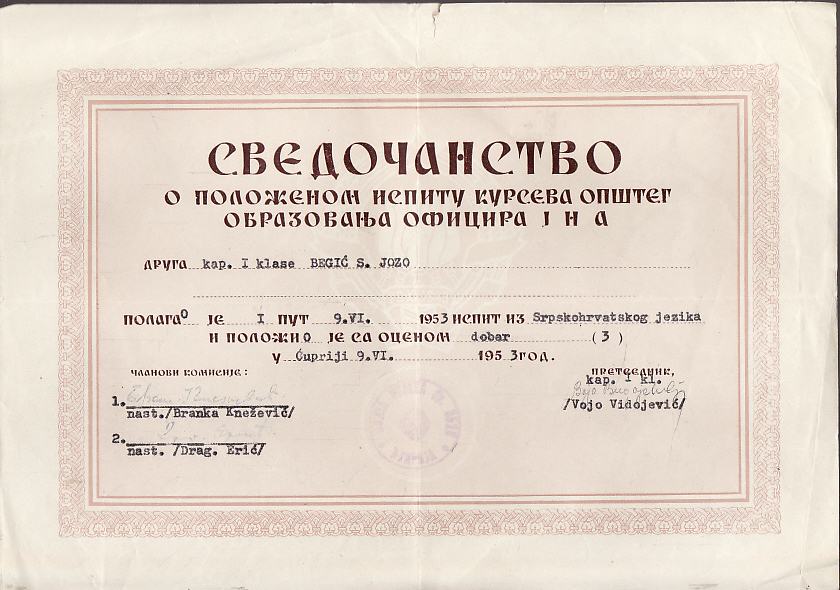 СВЕДОЧАНСТВО
О ПОЛОЖЕНОМ ИСПИТУ КУРСЕВА ОПШТЕГ
ОБРАЗОВАЊА ОФИЦИРА Ј Н А
ДРУГА kap. I klase BEGIĆ S. JOZO
ПОЛАГАО ЈЕ I ПУТ 9.VI. 1953 ИСПИТ ИЗ Srpskohrvatskog jezika
И ПОЛОЖИО ЈЕ СА ОЦЕНОМ dobar (3)
У Ćupriji 9.VI. 1953 ГОД.
ЧЛАНОВИ КОМИСИЈЕ:
1.
nast./Branka Knežević/
2.
nast. /Drag. Erić/
ПРЕТСЕДНИК,
kap. I kl.
/Vojo Vidojević/